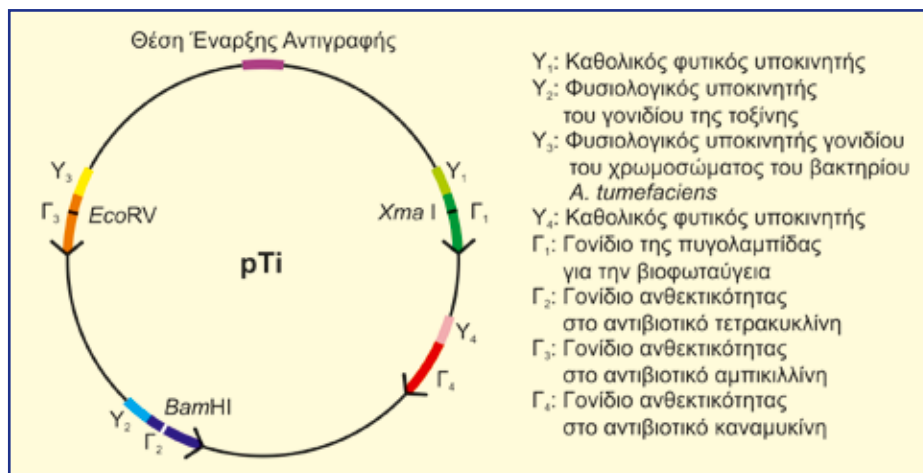 Θέση Έναρξης Αντιγραφής
Υ₃
Γ₃
EcoRV
Υ₁
Xma I
Γ₁
pTi
Υ₄
Γ₄
Υ₂
Γ₂
BamHI
Υ₁: Καθολικός φυτικός υποκινητής
Υ₂: Φυσιολογικός υποκινητής
του γονιδίου της τοξίνης
Υ₃: Φυσιολογικός υποκινητής γονιδίου
του χρωμοσώματος του βακτηρίου
A. tumefaciens
Υ₄: Καθολικός φυτικός υποκινητής
Γ₁: Γονίδιο της πυγολαμπίδας
για την βιοφωταύγεια
Γ₂: Γονίδιο ανθεκτικότητας
στο αντιβιοτικό τετρακυκλίνη
Γ₃: Γονίδιο ανθεκτικότητας
στο αντιβιοτικό αμπικιλλίνη
Γ₄: Γονίδιο ανθεκτικότητας
στο αντιβιοτικό καναμυκίνη